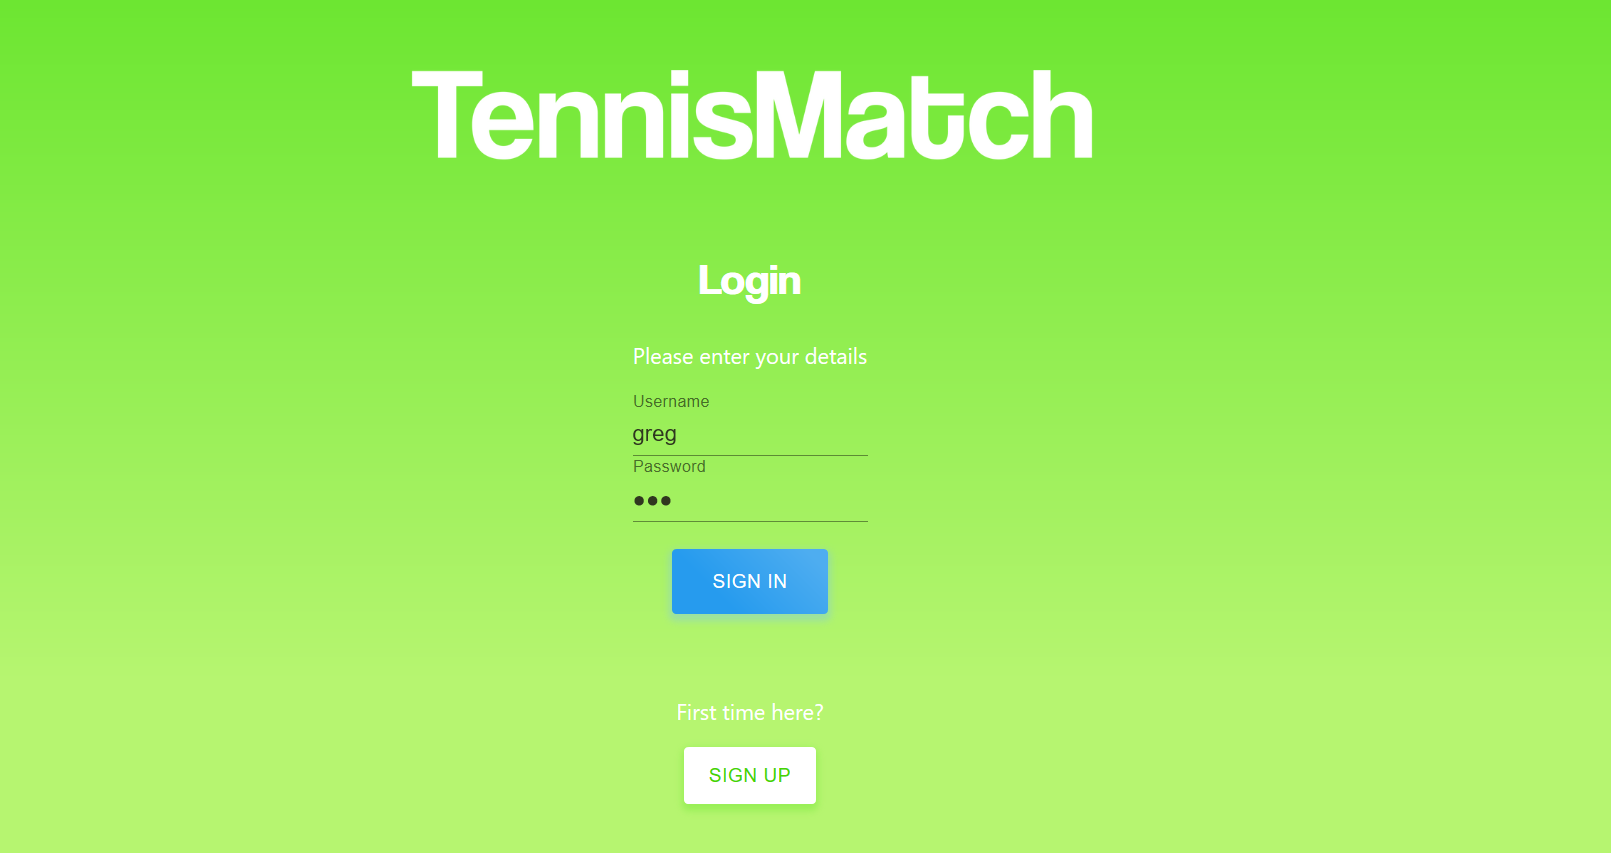 TennisMatch
Login
Please enter your details
Username
greg
Password
•••
SIGN IN
First time here?
SIGN UP